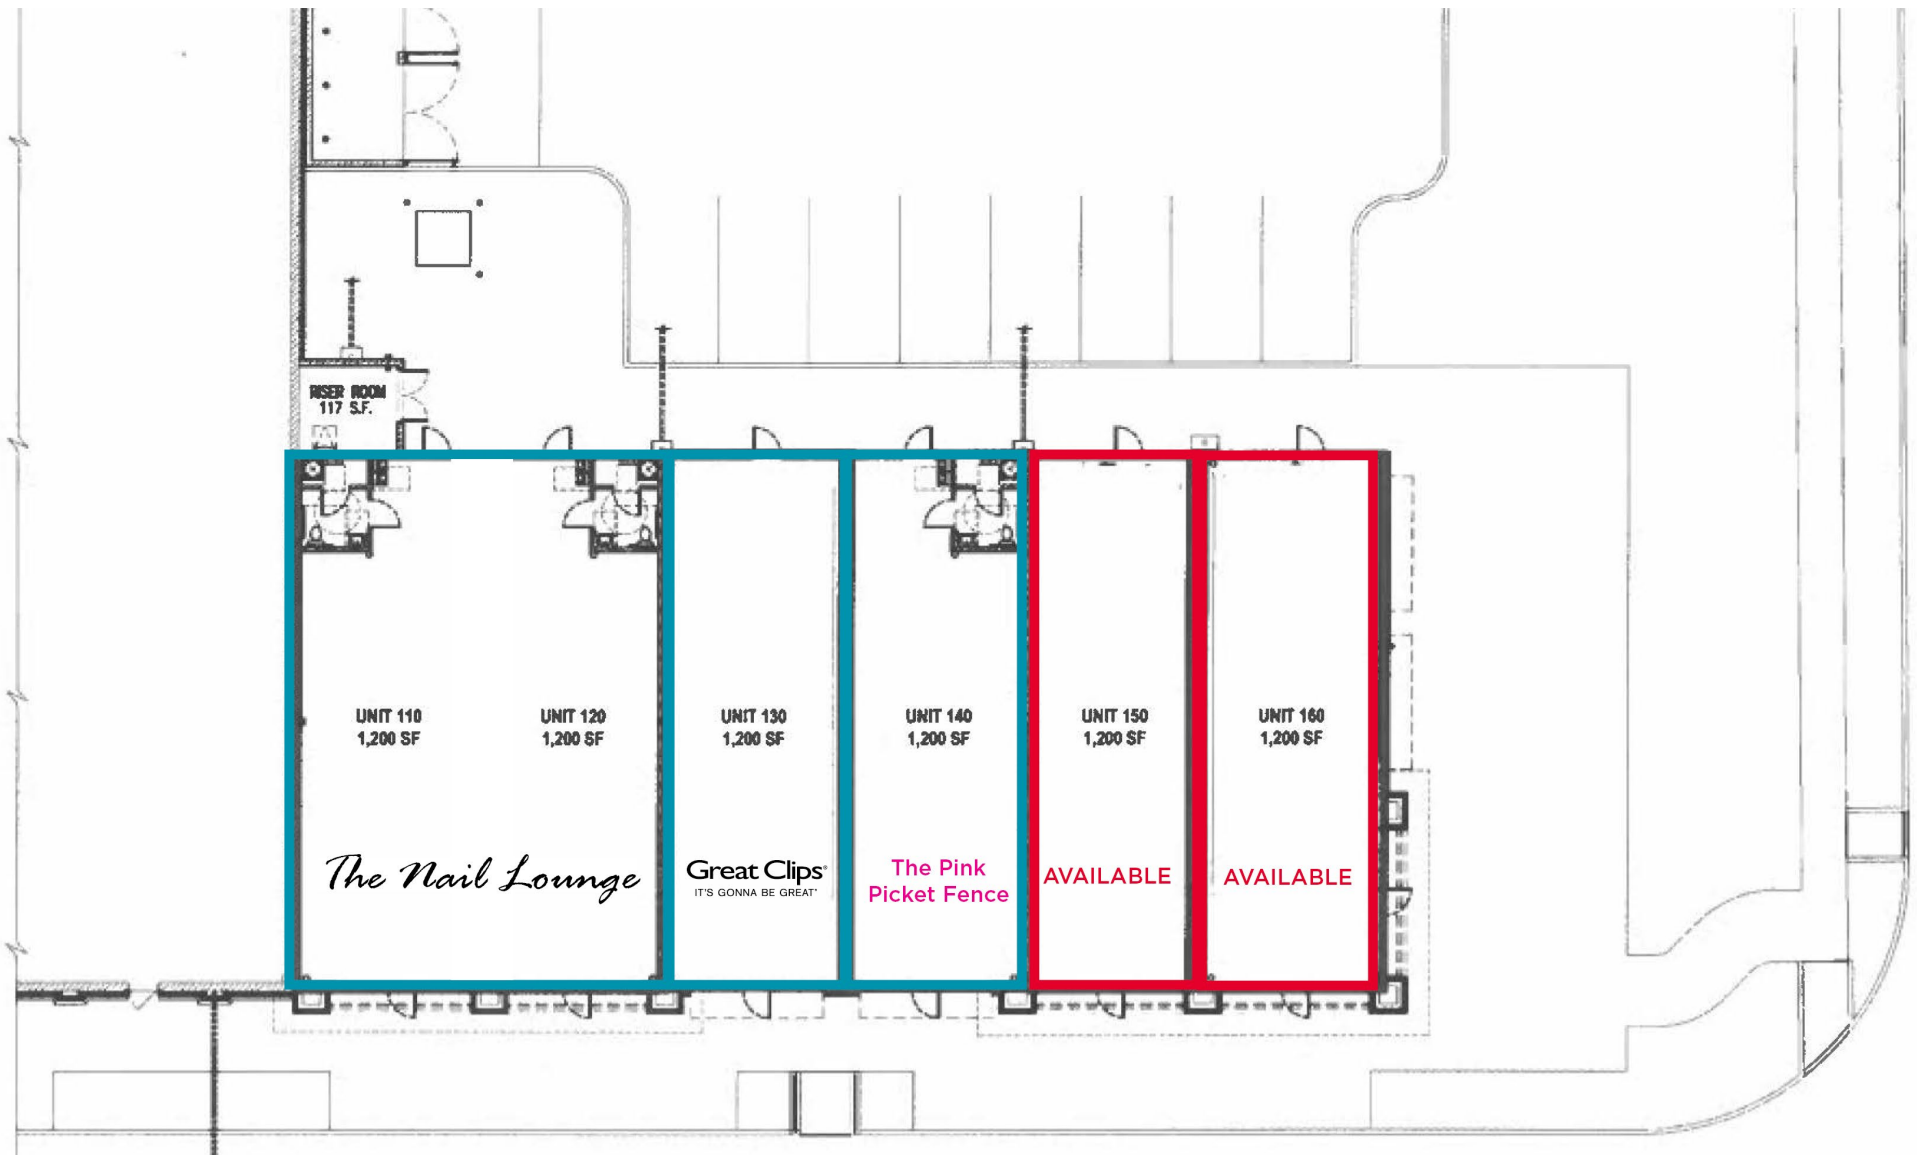 RISER ROOM
117 S.F.
UNIT 110
1,200 SF
UNIT 120
1,200 SF
UNIT 130
1,200 SF
UNIT 140
1,200 SF
UNIT 150
1,200 SF
UNIT 160
1,200 SF
The Nail Lounge
Great Clips®
IT'S GONNA BE GREAT®
The Pink
Picket Fence
AVAILABLE
AVAILABLE